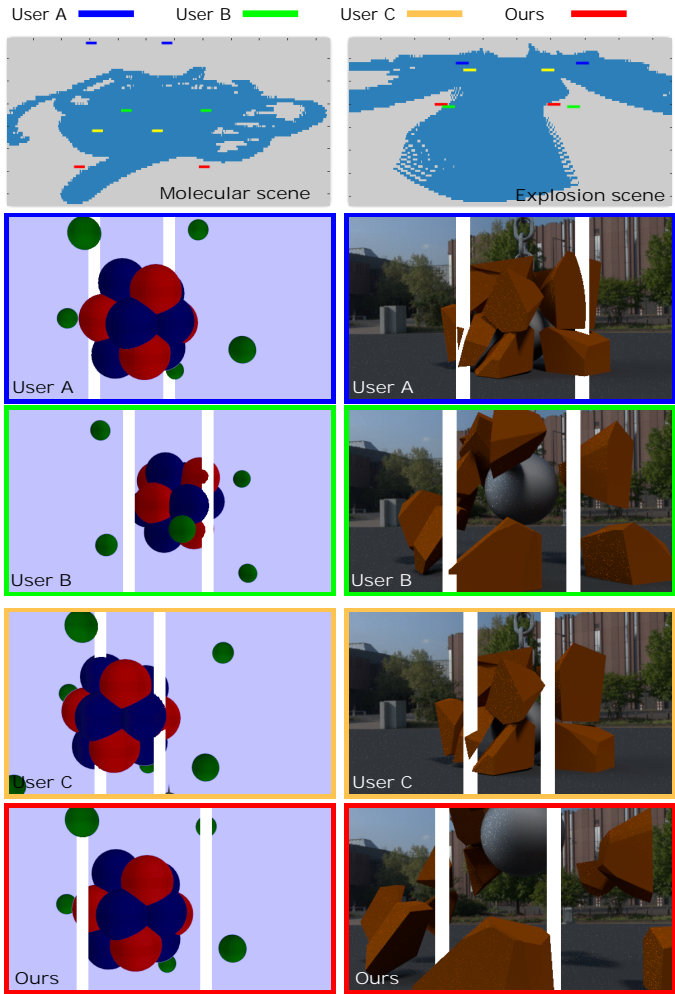 User A User B User C Ours
Molecular scene Explosion scene
User A User A
User B User B
User C User C
Ours Ours